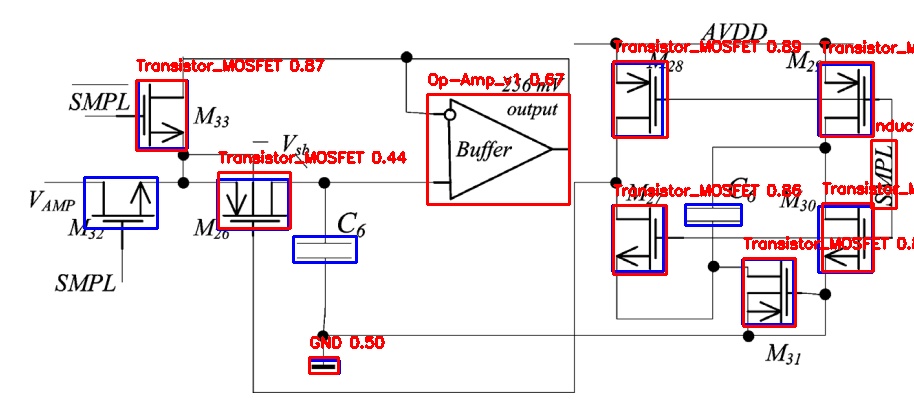 AVDD
Transistor_MOSFET 0.89
M28
M29
Transistor_M
Transistor_MOSFET 0.87
Op-Amp_v1 0.67
256 mV
output
SMPL
M33
Buffer
nduc
SMPL
Vsh
Transistor_MOSFET 0.44
VAMP
M32
M26
C6
Transistor_MOSFET 0.86
M27
C6
M30
Transistor_M
Transistor_MOSFET 0.8
SMPL
GND 0.50
M31